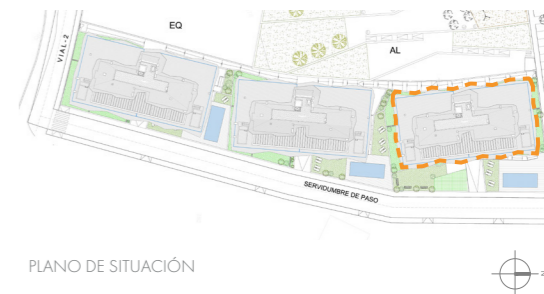 EQ
AL
VIAL-2
SERVIDUMBRE DE PASO
PLANO DE SITUACIÓN